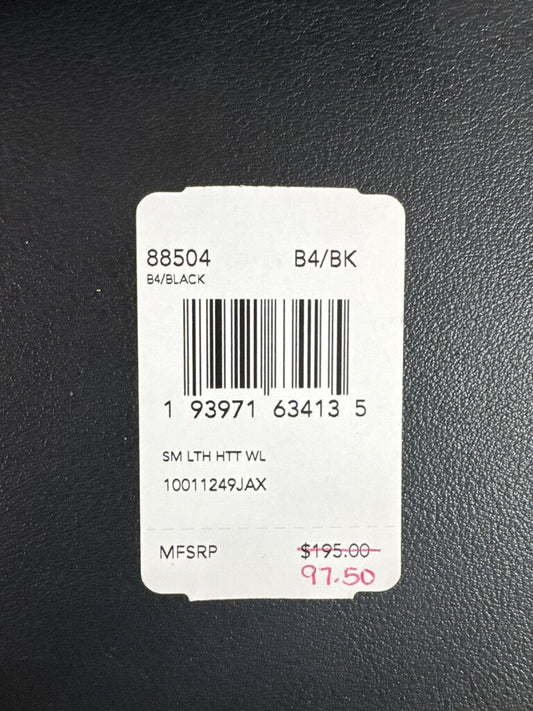 88504 B4/BK
B4/BLACK
1 93971 63413 5
SM LTH HTT WL
10011249JAX
MFSRP $195.00
97.50